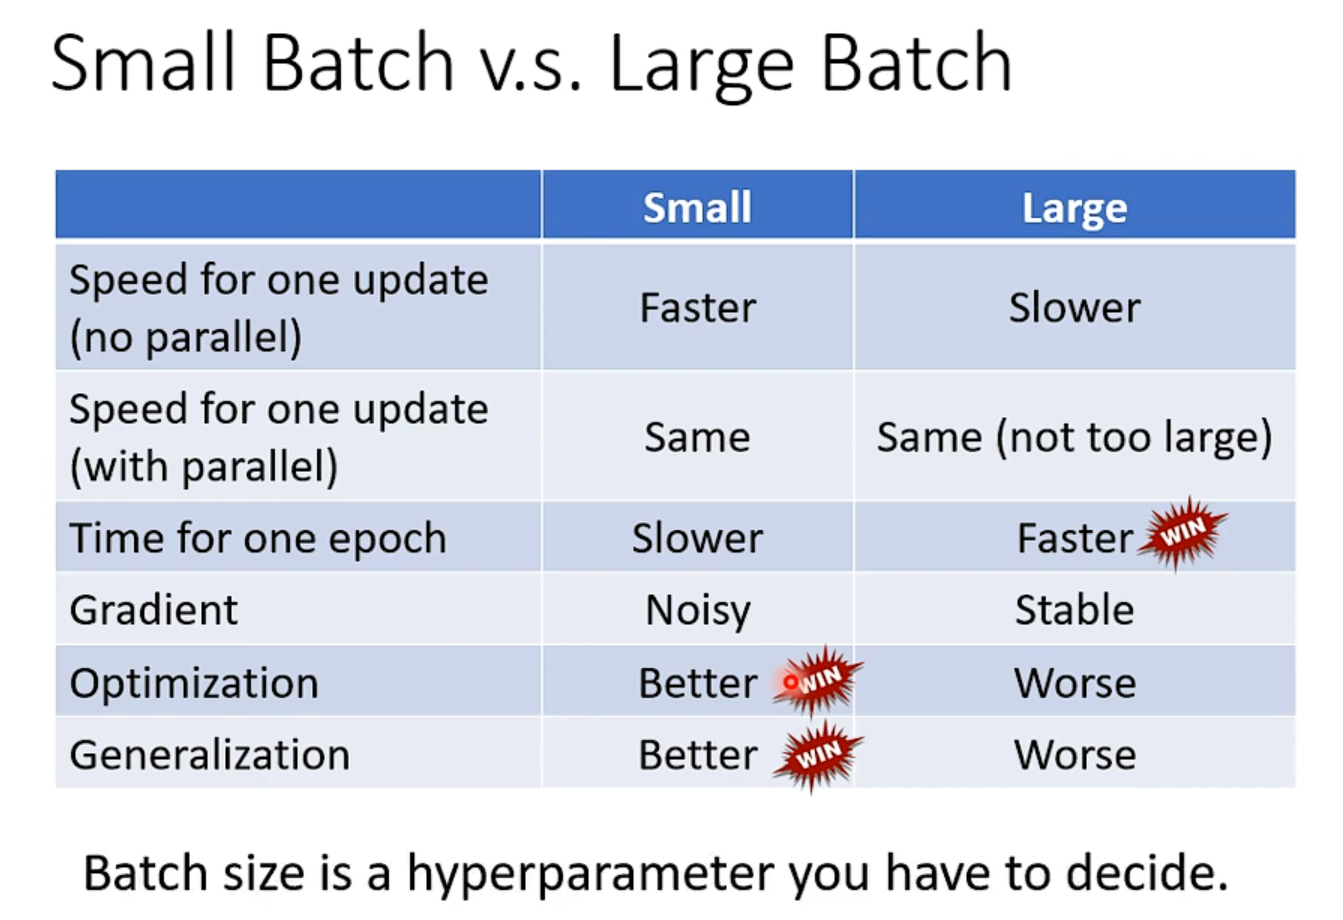 Small Batch v.s. Large Batch
Small Large
Speed for one update
(no parallel) Faster Slower
Speed for one update
(with parallel) Same Same (not too large)
Time for one epoch Slower Faster WIN
Gradient Noisy Stable
Optimization Better WIN Worse
Generalization Better WIN Worse
Batch size is a hyperparameter you have to decide.